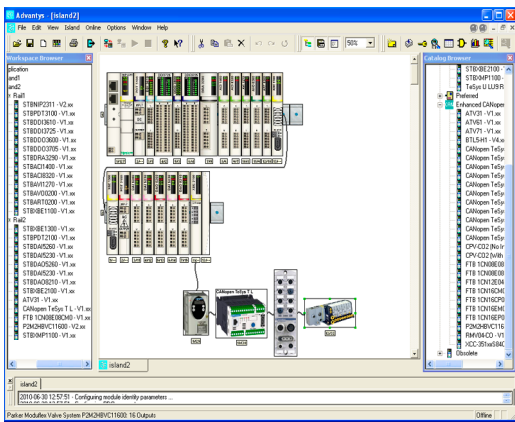 Advantys - [island2]
File Edit View Island Online Options Window Help
50%
Workspace Browser
plication
and1
and2
Rail1
STBNIP2311 - V2.xx
STBPDT3100 - V1.xx
STBDDI3610 - V1.xx
STBDDI3725 - V1.xx
STBDDO3600 - V1.xx
STBDDO3705 - V1.xx
STBDRA3290 - V1.xx
STBACI1400 - V1.xx
STBACI8320 - V1.xx
STBAVI1270 - V1.xx
STBAVO0200 - V1.xx
STBART0200 - V1.xx
STBXBE1100 - V1.xx
Rail2
STBXBE1300 - V1.xx
STBPDT2100 - V1.xx
STBDAI5260 - V1.xx
STBDAI5230 - V1.xx
STBDAO5260 - V1.xx
STBDAI5230 - V1.xx
STBDAO8210 - V1.xx
STBXBE2100 - V1.xx
ATV31 - V1.xx
CANopen TeSys T L - V1.xx
FTB 1CN08E08CM0 - V1.xx
P2M2HBVC11600 - V2.xx
STBXMP1100 - V1.xx
CANopen TeSys T L
island2
Catalog Browser
STBXBE2100 -
STBXMP1100 -
TeSys U LU9 R
Preferred
Enhanced CANopen
ATV31 - V1.xx
ATV61 - V1.xx
ATV71 - V1.xx
BTL5-H1 - V4.xx
CANopen TeSy
CANopen TeSy
CANopen TeSy
CANopen TeSy
CANopen TeSy
CANopen TeSy
CANopen TeSy
CANopen TeSy
CPV-CO2 (No Ir
CPV-CO2 (With
FTB 1CN08E08
FTB 1CN08E08
FTB 1CN12E04
FTB 1CN16CM0
FTB 1CN16CP0
FTB 1CN16EM0
FTB 1CN16EP0
P2M2HBVC116
RMV04-CO - V1
XCC-351xxS84C
Obsolete
island2
2010-06-30 12:57:51 - Configuring module identity parameters ...
Parker Moduflex Valve System P2M2HBVC11600: 16 Outputs
Offline